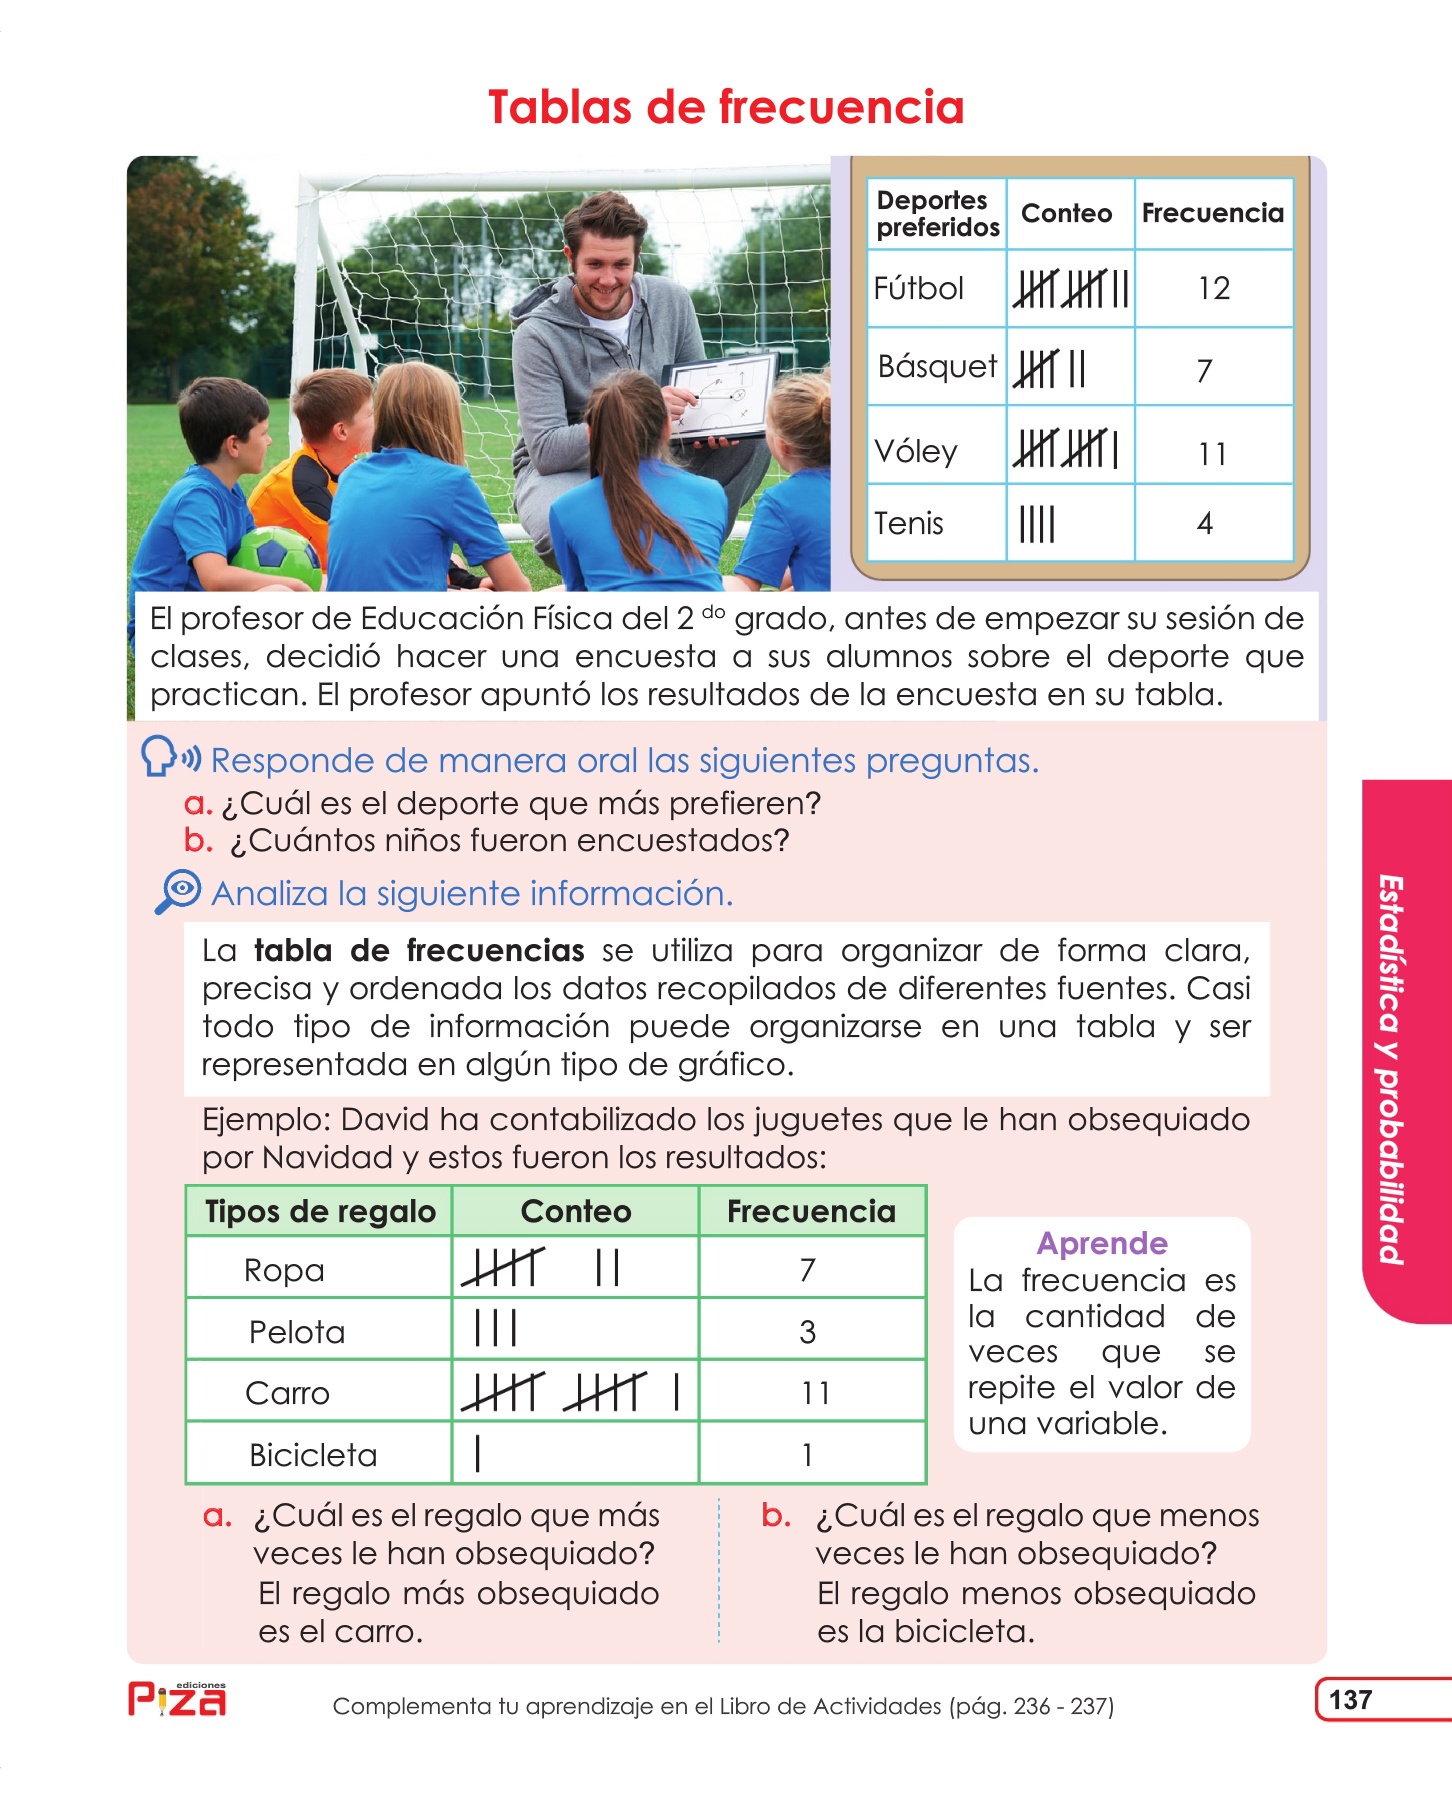 Tablas de frecuencia
Deportes preferidos Conteo Frecuencia
Fútbol 12
Básquet 7
Vóley 11
Tenis 4
El profesor de Educación Física del 2 do grado, antes de empezar su sesión de
clases, decidió hacer una encuesta a sus alumnos sobre el deporte que
practican. El profesor apuntó los resultados de la encuesta en su tabla.
Responde de manera oral las siguientes preguntas.
a. ¿Cuál es el deporte que más prefieren?
b. ¿Cuántos niños fueron encuestados?
Analiza la siguiente información.
La tabla de frecuencias se utiliza para organizar de forma clara,
precisa y ordenada los datos recopilados de diferentes fuentes. Casi
todo tipo de información puede organizarse en una tabla y ser
representada en algún tipo de gráfico.
Ejemplo: David ha contabilizado los juguetes que le han obsequiado
por Navidad y estos fueron los resultados:
Tipos de regalo Conteo Frecuencia
Ropa 7
Pelota 3
Carro 11
Bicicleta 1
Aprende
La frecuencia es
la cantidad de
veces que se
repite el valor de
una variable.
a. ¿Cuál es el regalo que más
veces le han obsequiado?
El regalo más obsequiado
es el carro.
b. ¿Cuál es el regalo que menos
veces le han obsequiado?
El regalo menos obsequiado
es la bicicleta.
Estadística y probabilidad
ediciones
Piza
Complementa tu aprendizaje en el Libro de Actividades (pág. 236 - 237)
137